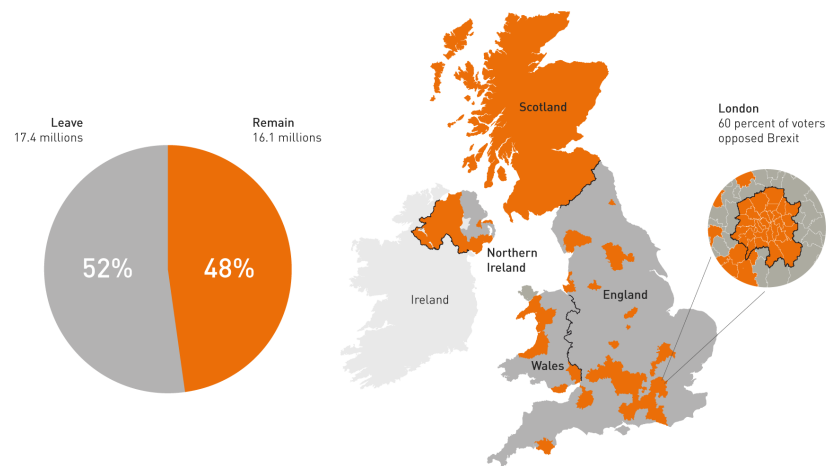 Leave
17.4 millions
Remain
16.1 millions
52%
48%
Scotland
London
60 percent of voters
opposed Brexit
Northern
Ireland
Ireland
England
Wales